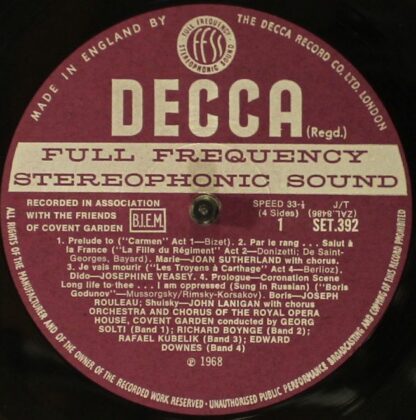 MADE IN ENGLAND BY THE DECCA RECORD CO, LTD. LONDON
FULL FREQUENCY
ffss
STEREOPHONIC SOUND
DECCA
(Regd.)
FULL FREQUENCY
STEREOPHONIC SOUND
RECORDED IN ASSOCIATION
WITH THE FRIENDS
OF COVENT GARDEN
B.I.E.M.
SPEED 33-⅓
(4 Sides)
1
J/T
(ZAL.8486)
SET.392
1. Prelude to ("Carmen" Act 1—Bizet). 2. Par le rang . . . Salut à
la France ("La Fille du Régiment" Act 2—Donizetti; De Saint-
Georges, Bayard). Marie—JOAN SUTHERLAND with chorus.
3. Je vais mourir ("Les Troyens à Carthage" Act 4—Berlioz).
Dido—JOSEPHINE VEASEY. 4. Prologue—Coronation Scene
Long life to thee . . . I am oppressed (Sung in Russian) ("Boris
Godunov"—Mussorgsky/Rimsky-Korsakov). Boris—JOSEPH
ROULEAU; Shuisky—JOHN LANIGAN with chorus
ORCHESTRA AND CHORUS OF THE ROYAL OPERA
HOUSE, COVENT GARDEN conducted by GEORG
SOLTI (Band 1); RICHARD BOYNGE (Band 2);
RAFAEL KUBELIK (Band 3); EDWARD
DOWNES (Band 4)
℗ 1968
ALL RIGHTS OF THE MANUFACTURER AND OF THE OWNER OF THE RECORDED WORK RESERVED · UNAUTHORISED PUBLIC PERFORMANCE BROADCASTING AND COPYING OF THIS RECORD PROHIBITED